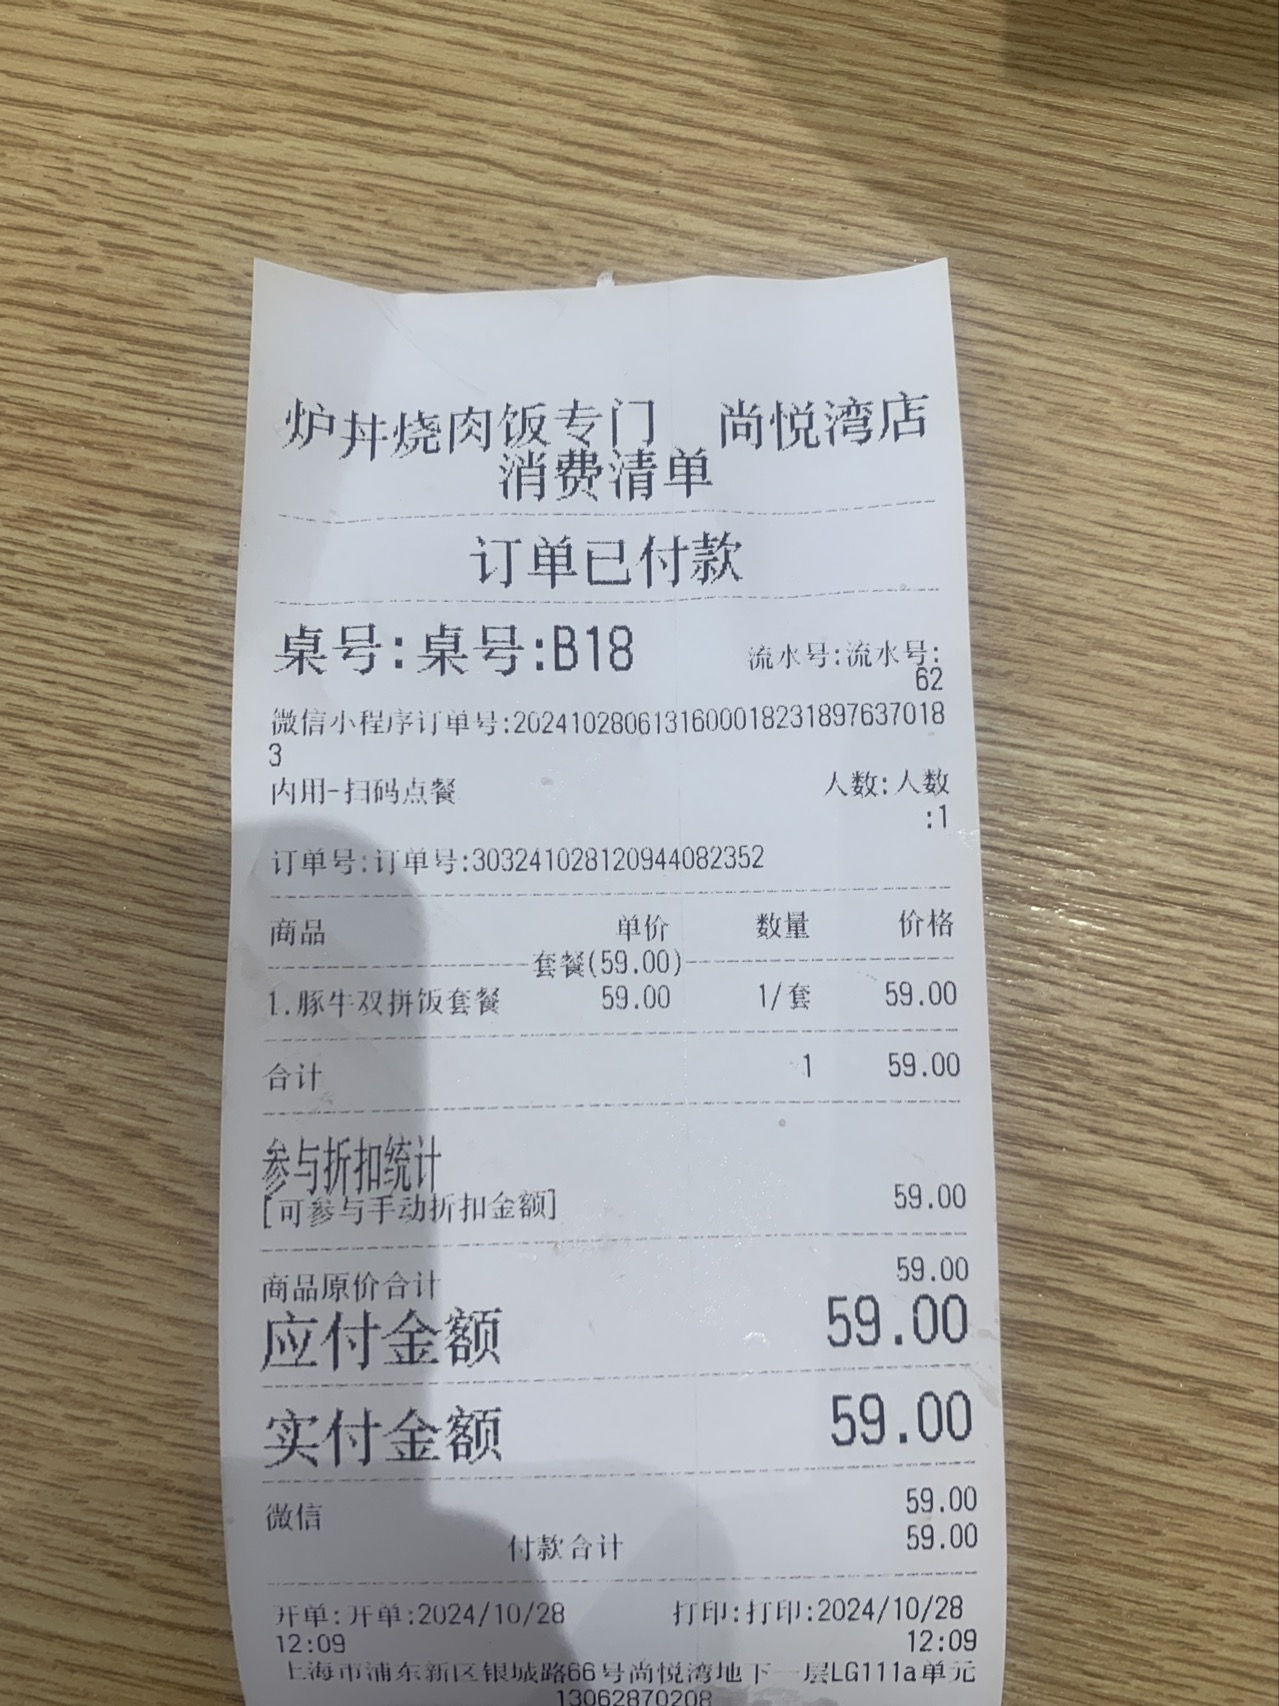 炉丼烧肉饭专门 尚悦湾店
消费清单
订单已付款
桌号:桌号:B18 流水号:流水号:
62
微信小程序订单号:2024102806131600018231897637018
3
内用-扫码点餐 人数:人数
:1
订单号:订单号:303241028120944082352
商品 单价 数量 价格
套餐(59.00)
1.豚牛双拼饭套餐 59.00 1/套 59.00
合计 1 59.00
参与折扣统计
[可参与手动折扣金额] 59.00
商品原价合计 59.00
应付金额 59.00
实付金额 59.00
微信 59.00
付款合计 59.00
开单:开单:2024/10/28 打印:打印:2024/10/28
12:09 12:09
上海市浦东新区银城路66号尚悦湾地下一层LG111a单元
13062870208